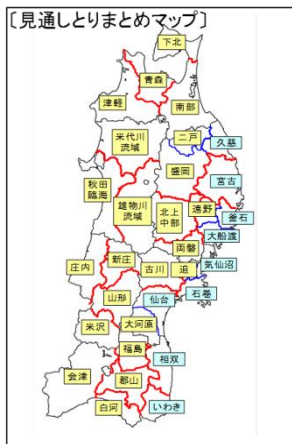 〔見通しとりまとめマップ〕
下北
青森
津軽
南部
二戸
久慈
米代川
流域
盛岡
宮古
秋田
臨海
雄物川
流域
北上
中部
遠野
釜石
大船渡
両磐
気仙沼
庄内
新庄
古川
迫
石巻
山形
仙台
米沢
大河原
福島
相双
会津
郡山
白河
いわき